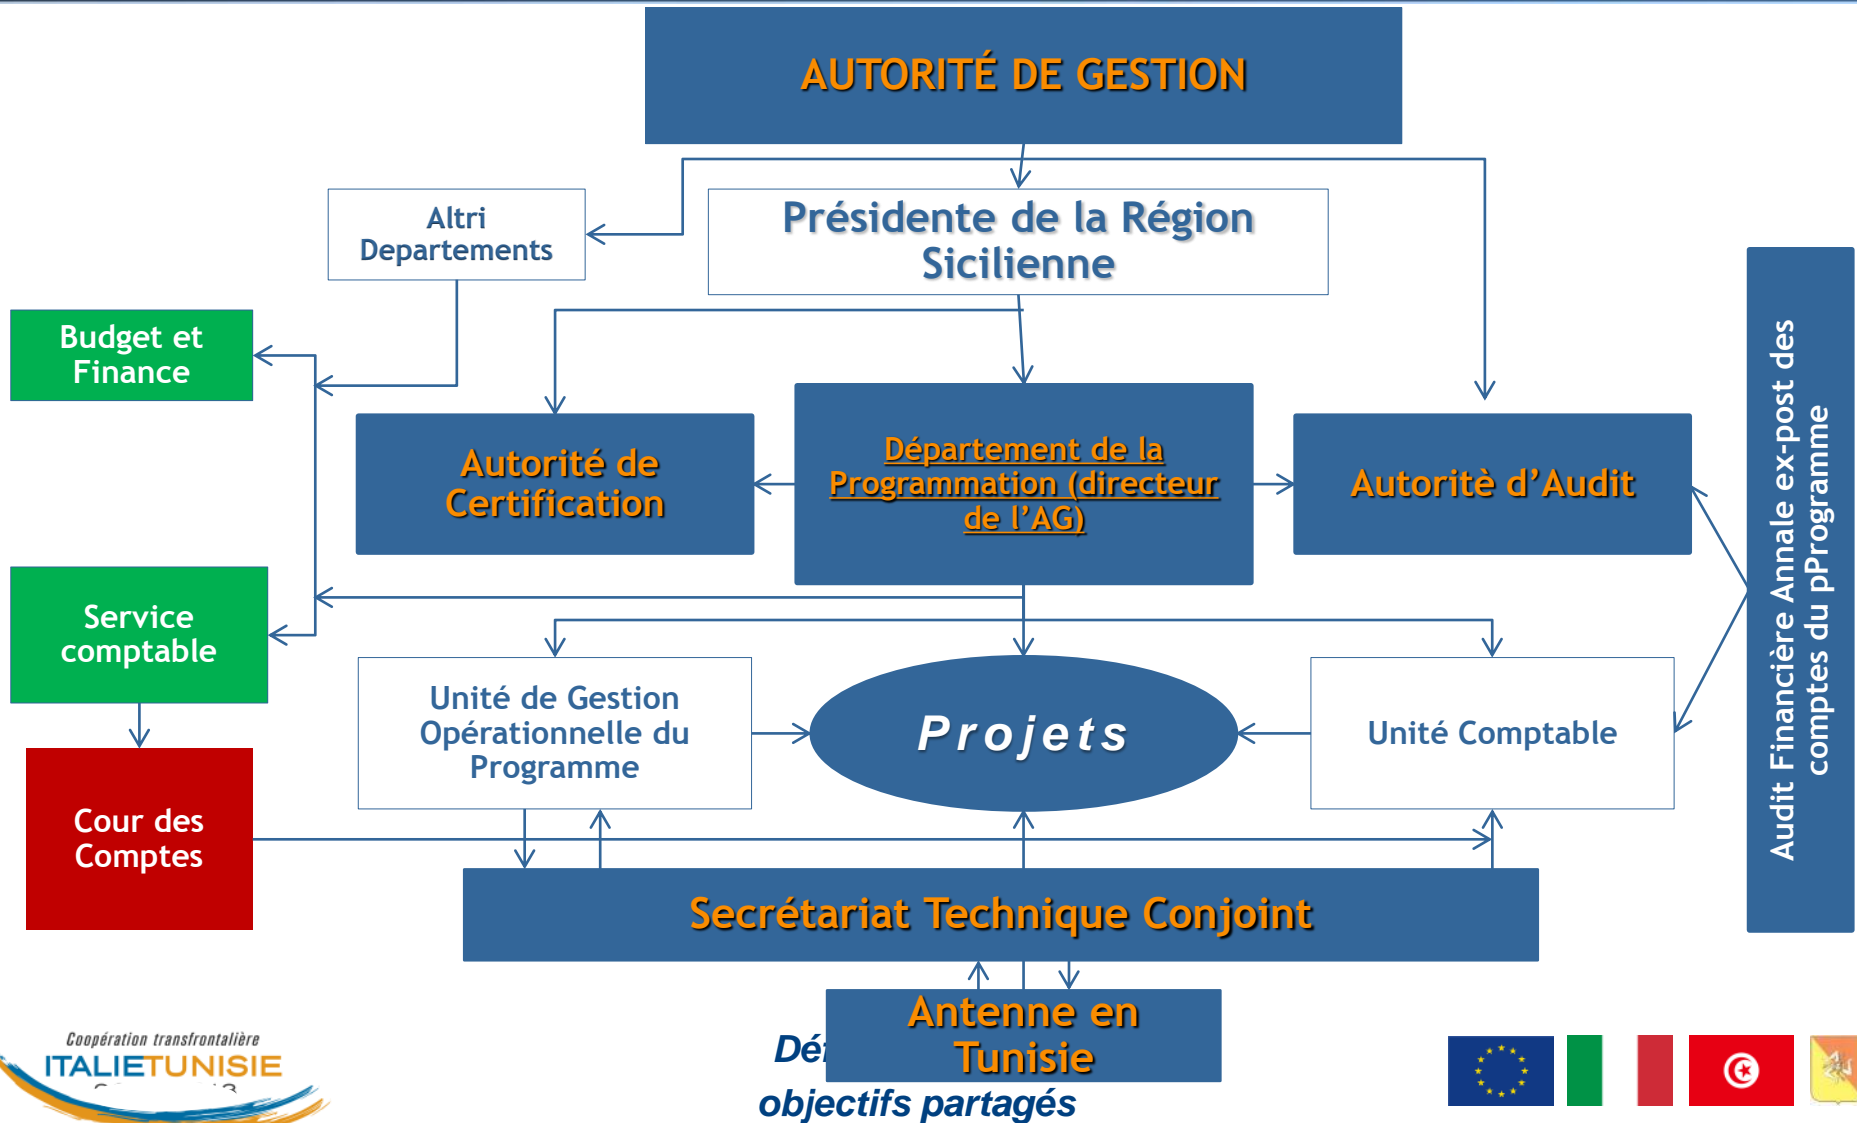 AUTORITÉ DE GESTION
Altri
Departements
Présidente de la Région
Sicilienne
Budget et
Finance
Autorité de
Certification
Département de la
Programmation (directeur
de l’AG)
Autoritè d’Audit
Audit Financière Annale ex-post des
comptes du pProgramme
Service
comptable
Unité de Gestion
Opérationnelle du
Programme
Projets
Unité Comptable
Cour des
Comptes
Secrétariat Technique Conjoint
Antenne en
Tunisie
objectifs partagés
Coopération transfrontalière
ITALIETUNISIE